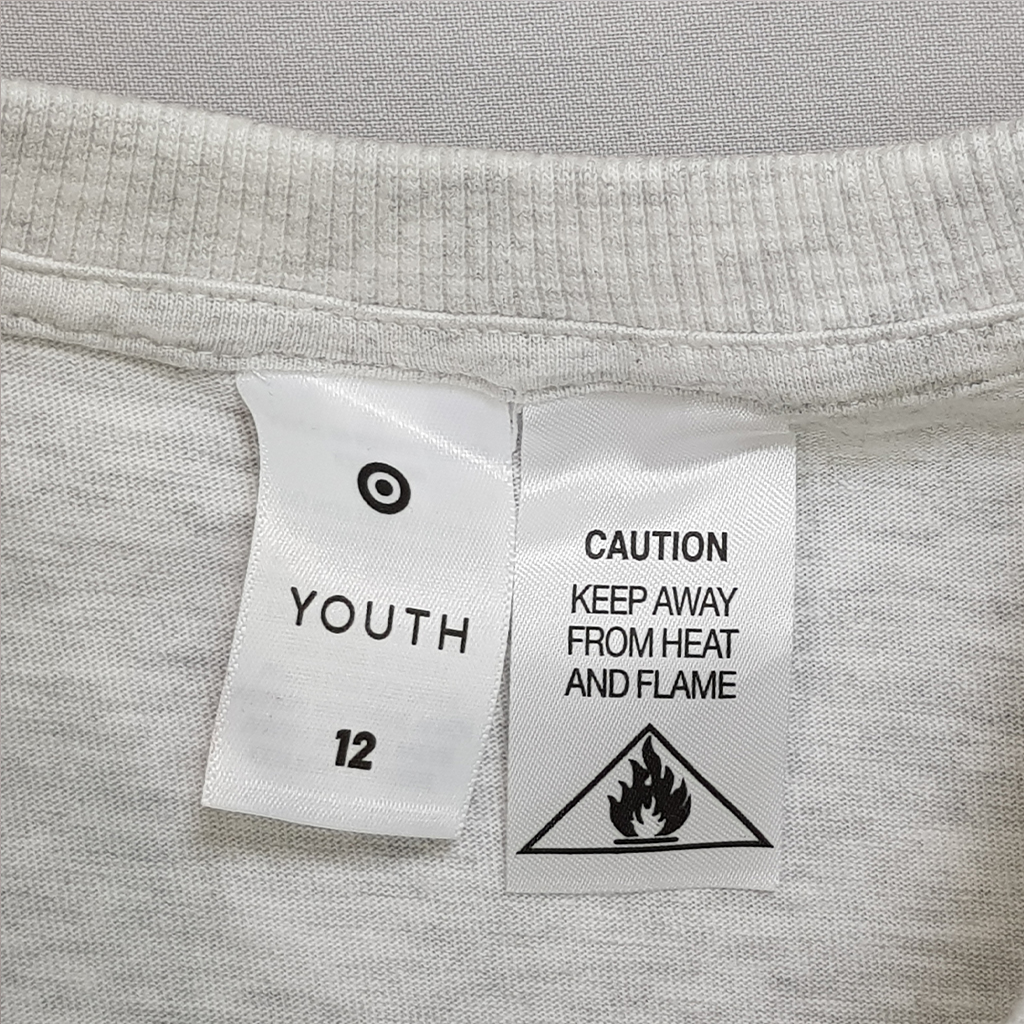 YOUTH
12
CAUTION
KEEP AWAY
FROM HEAT
AND FLAME